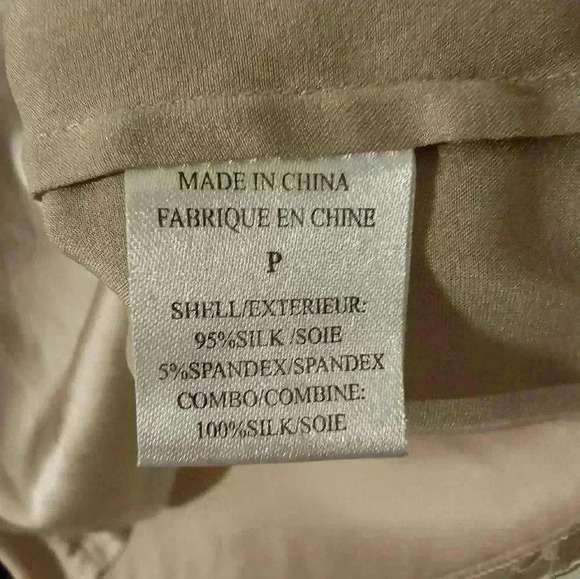 MADE IN CHINA
FABRIQUE EN CHINE
P
SHELL/EXTERIEUR:
95%SILK /SOIE
5%SPANDEX/SPANDEX
COMBO/COMBINE:
100%SILK/SOIE